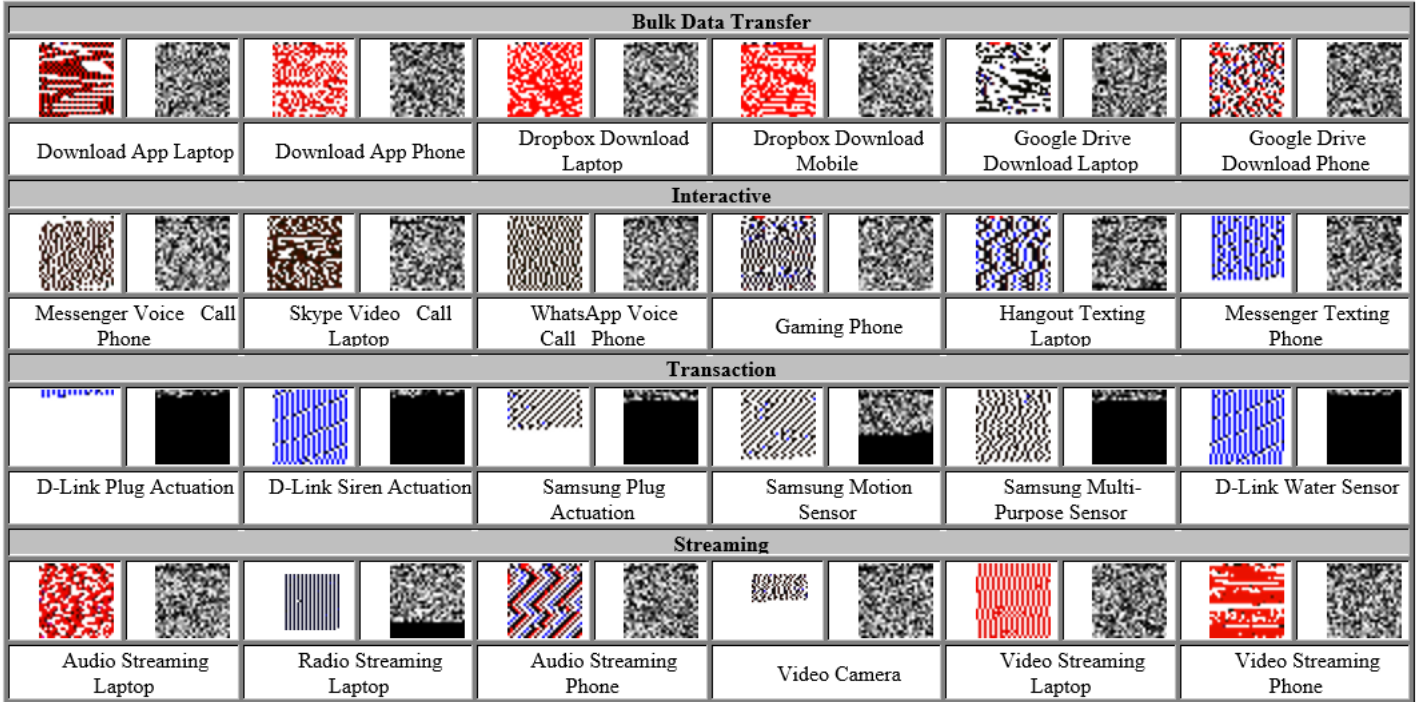 Bulk Data Transfer
Download App Laptop
Download App Phone
Dropbox Download
Laptop
Dropbox Download
Mobile
Google Drive
Download Laptop
Google Drive
Download Phone
Interactive
Messenger Voice Call
Phone
Skype Video Call
Laptop
WhatsApp Voice
Call Phone
Gaming Phone
Hangout Texting
Laptop
Messenger Texting
Phone
Transaction
D-Link Plug Actuation
D-Link Siren Actuation
Samsung Plug
Actuation
Samsung Motion
Sensor
Samsung Multi-
Purpose Sensor
D-Link Water Sensor
Streaming
Audio Streaming
Laptop
Radio Streaming
Laptop
Audio Streaming
Phone
Video Camera
Video Streaming
Laptop
Video Streaming
Phone